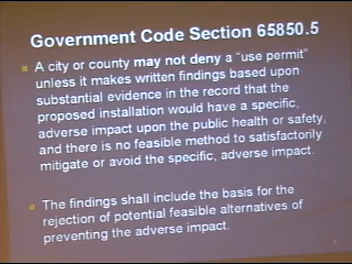 Government Code Section 65850.5
A city or county may not deny a "use permit"
unless it makes written findings based upon
substantial evidence in the record that the
proposed installation would have a specific,
adverse impact upon the public health or safety,
and there is no feasible method to satisfactorily
mitigate or avoid the specific, adverse impact.
The findings shall include the basis for the
rejection of potential feasible alternatives of
preventing the adverse impact.